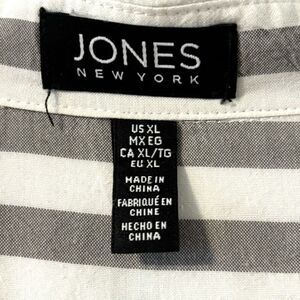 JONES
NEW YORK
US XL
MX EG
CA XL/TG
EU XL
MADE IN
CHINA
FABRIQUÉ EN
CHINE
HECHO EN
CHINA